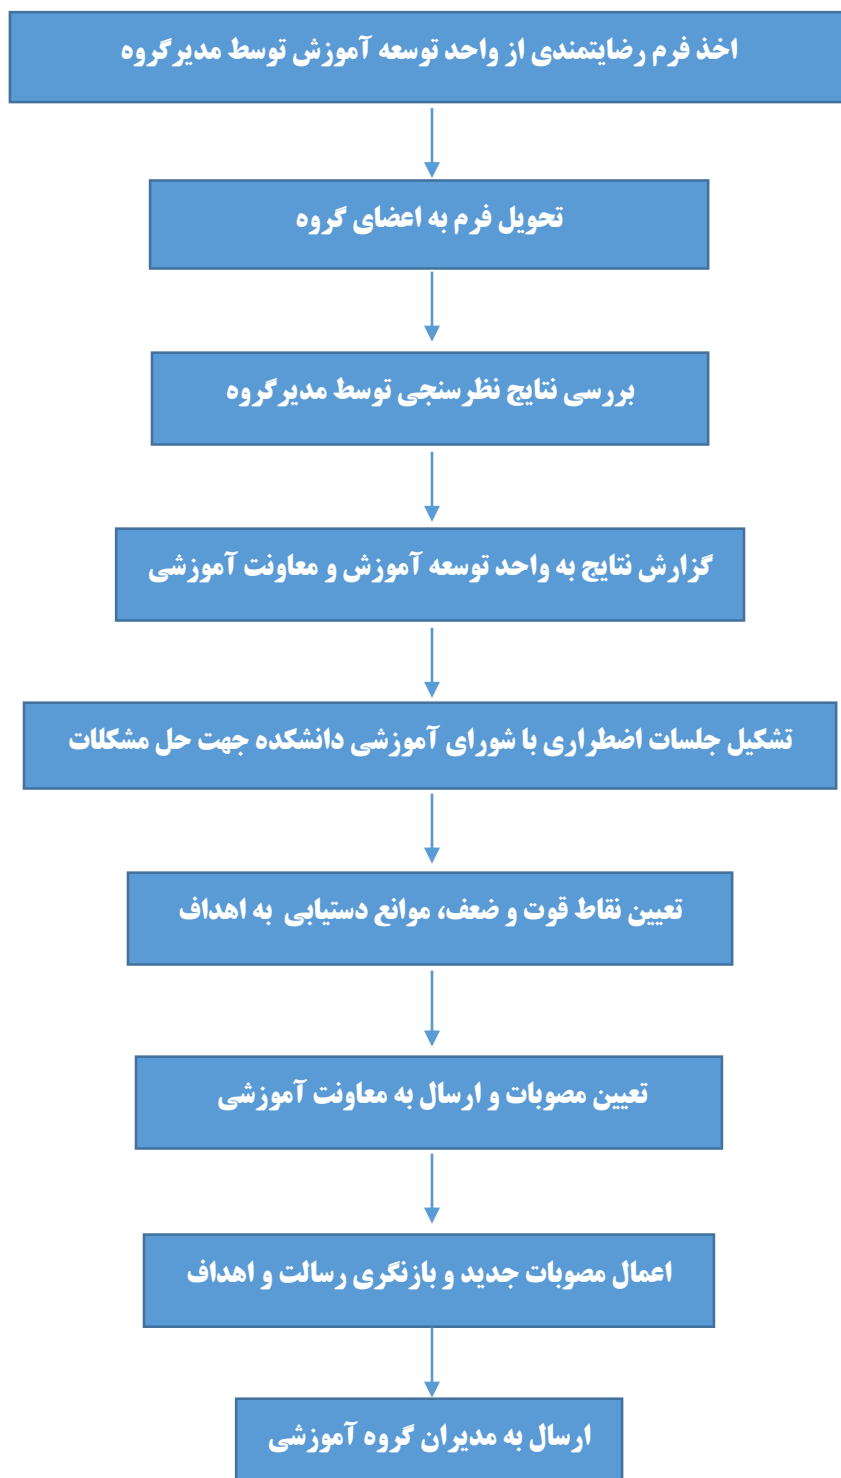 اخذ فرم رضایتمندی از واحد توسعه آموزش توسط مدیرگروه
تحویل فرم به اعضای گروه
بررسی نتایج نظرسنجی توسط مدیرگروه
گزارش نتایج به واحد توسعه آموزش و معاونت آموزشی
تشکیل جلسات اضطراری با شورای آموزشی دانشکده جهت حل مشکلات
تعیین نقاط قوت و ضعف، موانع دستیابی به اهداف
تعیین مصوبات و ارسال به معاونت آموزشی
اعمال مصوبات جدید و بازنگری رسالت و اهداف
ارسال به مدیران گروه آموزشی